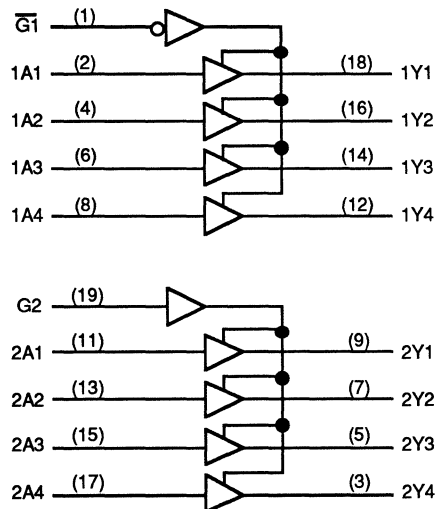 G̅1̅ (1)
1A1 (2) (18) 1Y1
1A2 (4) (16) 1Y2
1A3 (6) (14) 1Y3
1A4 (8) (12) 1Y4
G2 (19)
2A1 (11) (9) 2Y1
2A2 (13) (7) 2Y2
2A3 (15) (5) 2Y3
2A4 (17) (3) 2Y4